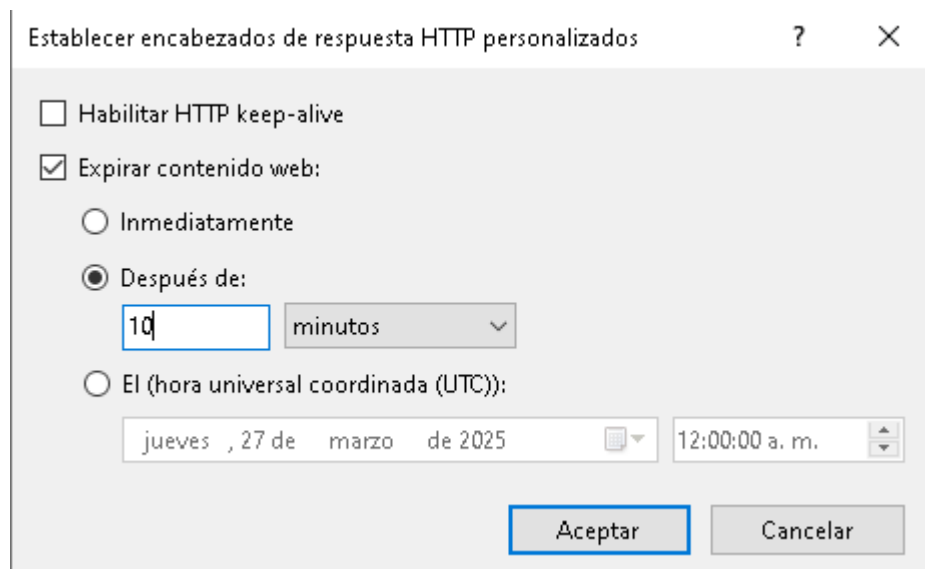 Establecer encabezados de respuesta HTTP personalizados ?
Habilitar HTTP keep-alive
Expirar contenido web:
Inmediatamente
Después de:
10 minutos
El (hora universal coordinada (UTC)):
jueves , 27 de marzo de 2025 12:00:00 a. m.
Aceptar Cancelar